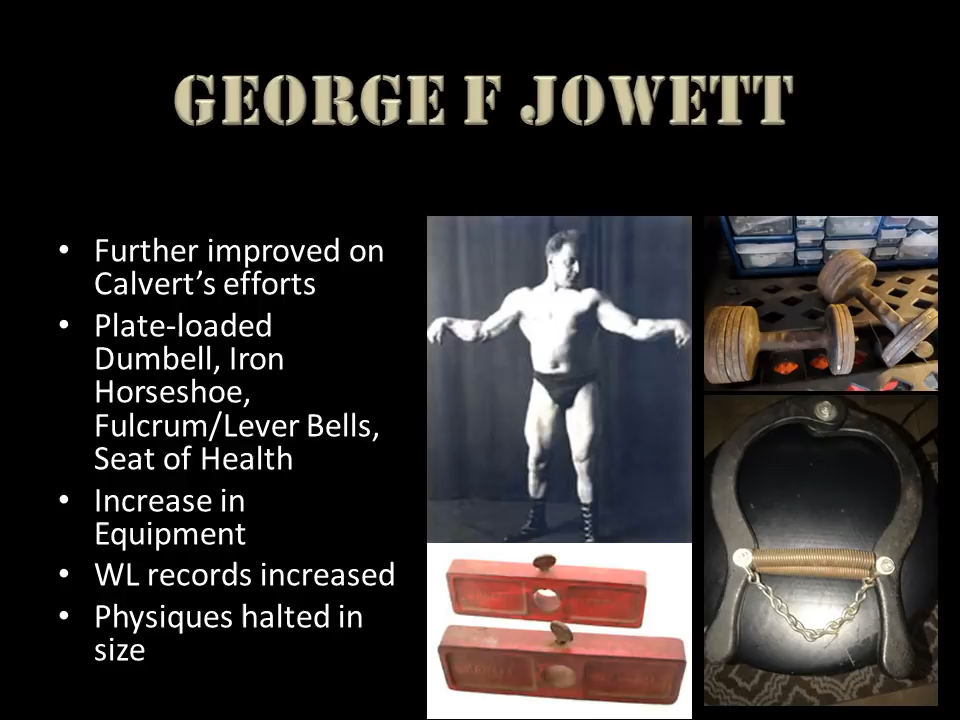 GEORGE F JOWETT
• Further improved on
Calvert’s efforts
• Plate-loaded
Dumbell, Iron
Horseshoe,
Fulcrum/Lever Bells,
Seat of Health
• Increase in
Equipment
• WL records increased
• Physiques halted in
size